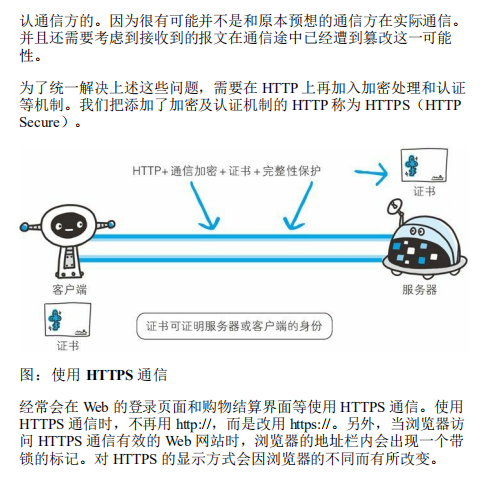 认通信方的。因为很有可能并不是和原本预想的通信方在实际通信。
并且还需要考虑到接收到的报文在通信途中已经遭到篡改这一可能
性。
为了统一解决上述这些问题，需要在 HTTP 上再加入加密处理和认证
等机制。我们把添加了加密及认证机制的 HTTP 称为 HTTPS（HTTP
Secure）。
HTTP+通信加密+证书+完整性保护
证书
客户端
服务器
证书
证书可证明服务器或客户端的身份
图：使用 HTTPS 通信
经常会在 Web 的登录页面和购物结算界面等使用 HTTPS 通信。使用
HTTPS 通信时，不再用 http://，而是改用 https://。另外，当浏览器访
问 HTTPS 通信有效的 Web 网站时，浏览器的地址栏内会出现一个带
锁的标记。对 HTTPS 的显示方式会因浏览器的不同而有所改变。